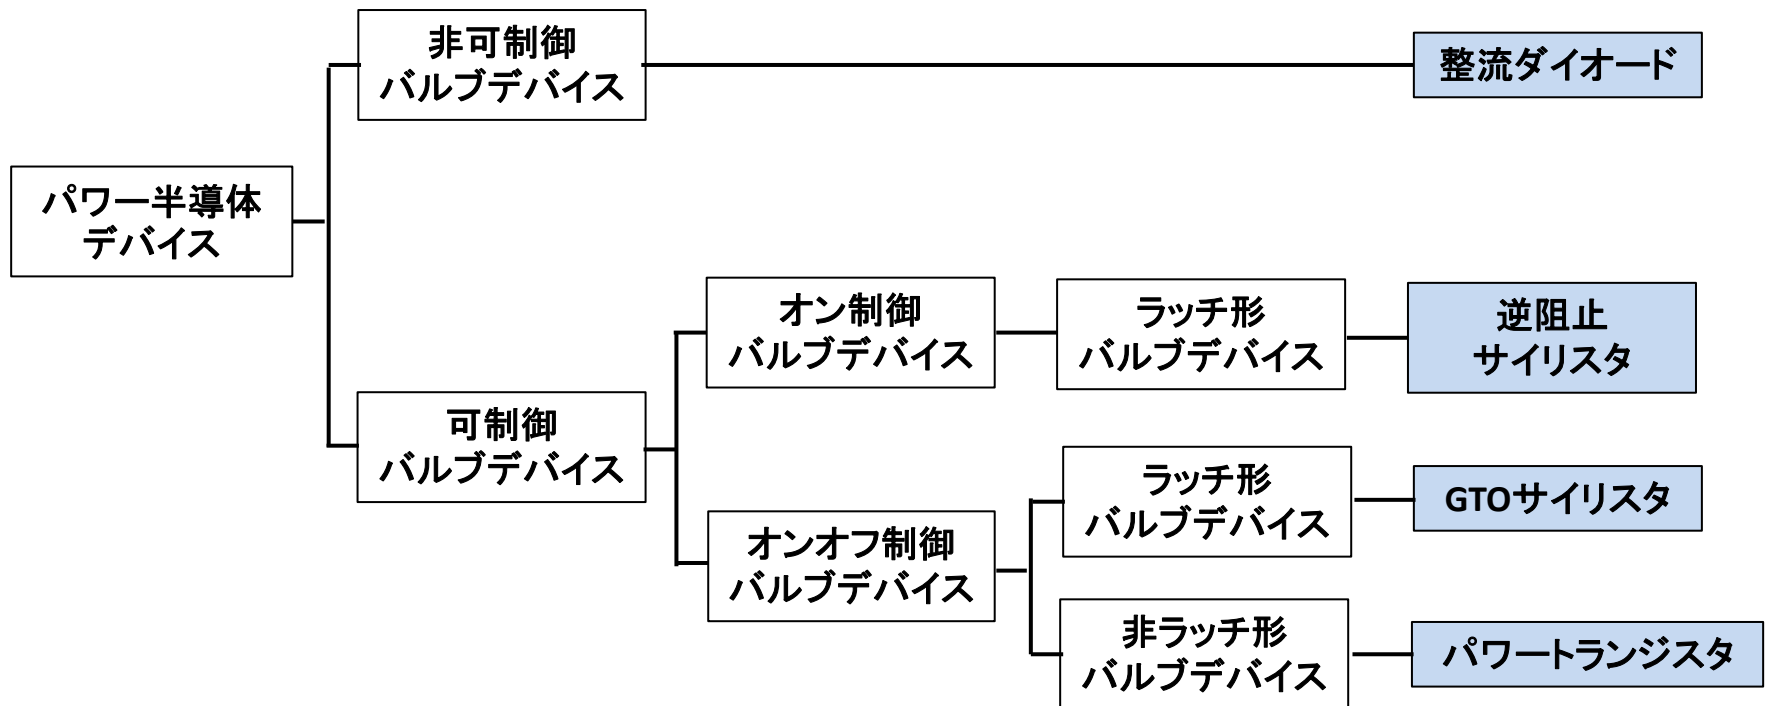 非可制御
バルブデバイス
整流ダイオード
パワー半導体
デバイス
オン制御
バルブデバイス
ラッチ形
バルブデバイス
逆阻止
サイリスタ
可制御
バルブデバイス
ラッチ形
バルブデバイス
GTOサイリスタ
オンオフ制御
バルブデバイス
非ラッチ形
バルブデバイス
パワートランジスタ